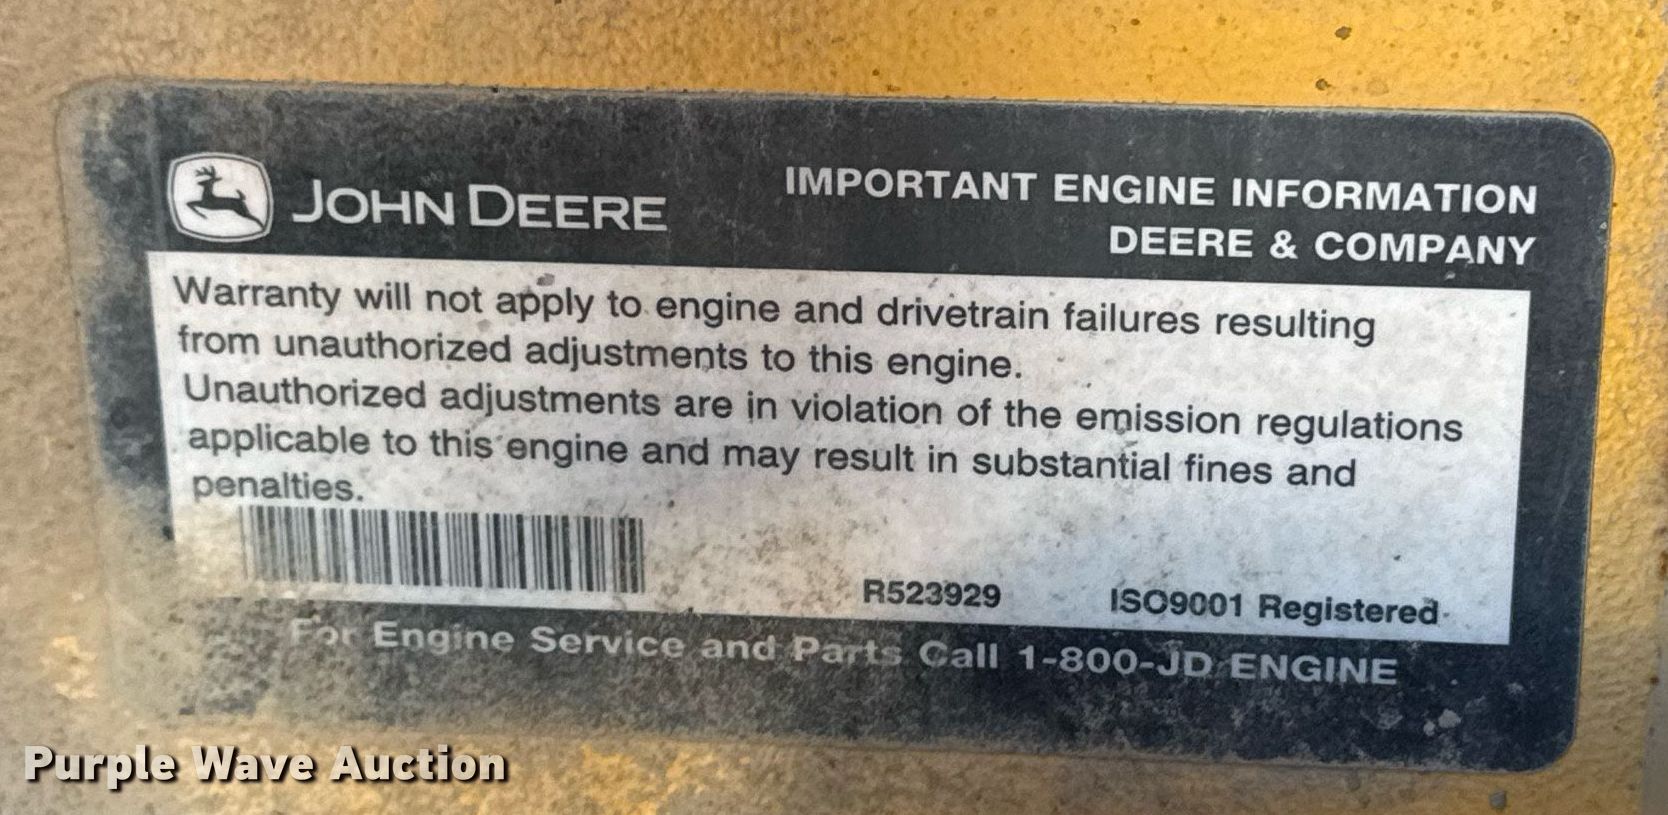 JOHN DEERE
IMPORTANT ENGINE INFORMATION
DEERE & COMPANY
Warranty will not apply to engine and drivetrain failures resulting
from unauthorized adjustments to this engine.
Unauthorized adjustments are in violation of the emission regulations
applicable to this engine and may result in substantial fines and
penalties.
R523929 ISO9001 Registered
For Engine Service and Parts Call 1-800-JD ENGINE
Purple Wave Auction